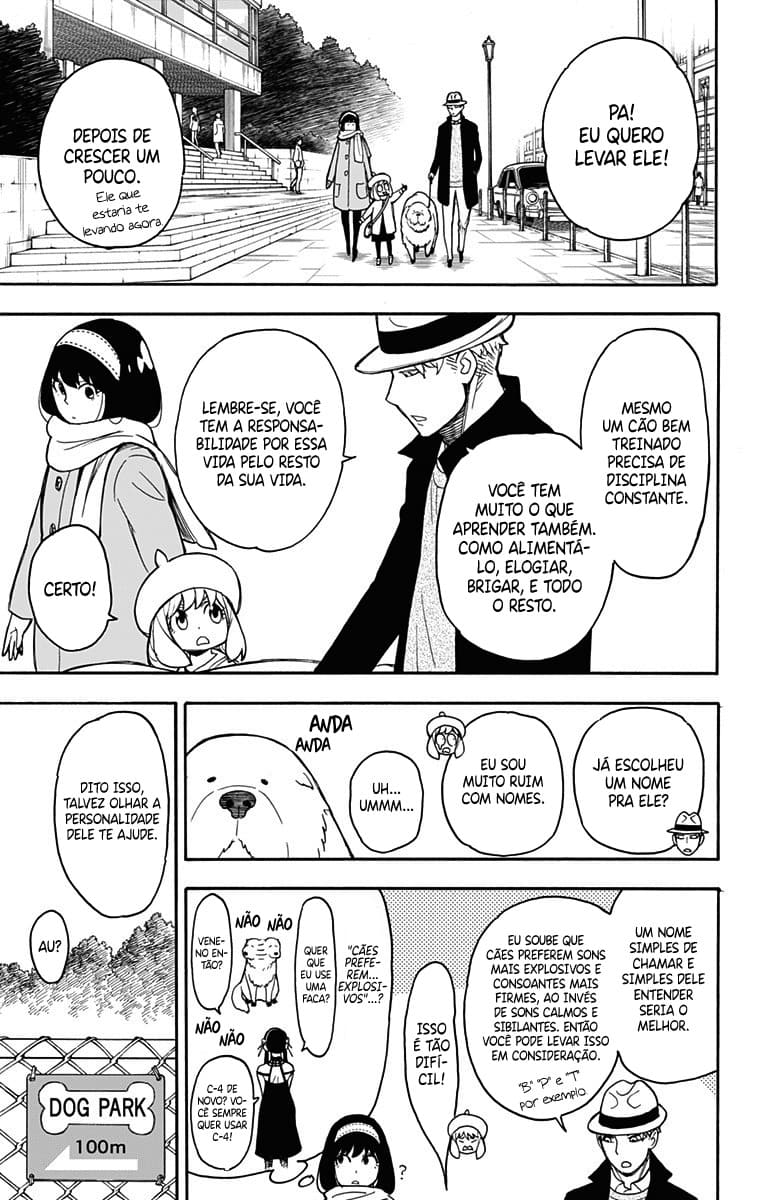 PA!
EU QUERO
LEVAR ELE!
DEPOIS DE
CRESCER UM
POUCO.
Ele que
estaria te
levando agora
MESMO
UM CÃO BEM
TREINADO
PRECISA DE
DISCIPLINA
CONSTANTE.
VOCÊ TEM
MUITO O QUE
APRENDER TAMBÉM.
COMO ALIMENTÁ-
LO, ELOGIAR,
BRIGAR, E TODO
O RESTO.
LEMBRE-SE, VOCÊ
TEM A RESPONSA-
BILIDADE POR ESSA
VIDA PELO RESTO
DA SUA VIDA.
CERTO!
JÁ ESCOLHEU
UM NOME
PRA ELE?
EU SOU
MUITO RUIM
COM NOMES.
UH...
UMMM...
ANDA
ANDA
DITO ISSO,
TALVEZ OLHAR A
PERSONALIDADE
DELE TE AJUDE.
AU?
DOG PARK
100m
UM NOME
SIMPLES DE
CHAMAR E
SIMPLES DELE
ENTENDER
SERIA O
MELHOR.
EU SOUBE QUE
CÃES PREFEREM SONS
MAIS EXPLOSIVOS E
CONSOANTES MAIS
FIRMES, AO INVÉS
DE SONS CALMOS E
SIBILANTES. ENTÃO
VOCÊ PODE LEVAR ISSO
EM CONSIDERAÇÃO.
"B" "P" e "T"
por exemplo
ISSO
É TÃO
DIFÍ-
CIL!
"CÃES
PREFE-
REM...
EXPLOSI-
VOS"...?
QUER
QUE EU
USE UMA
FACA?
NÃO
NÃO
VENE-
NO EN-
TÃO?
NÃO
NÃO
C-4 DE
NOVO? VO-
CÊ SEMPRE
QUER USAR
C-4!
?